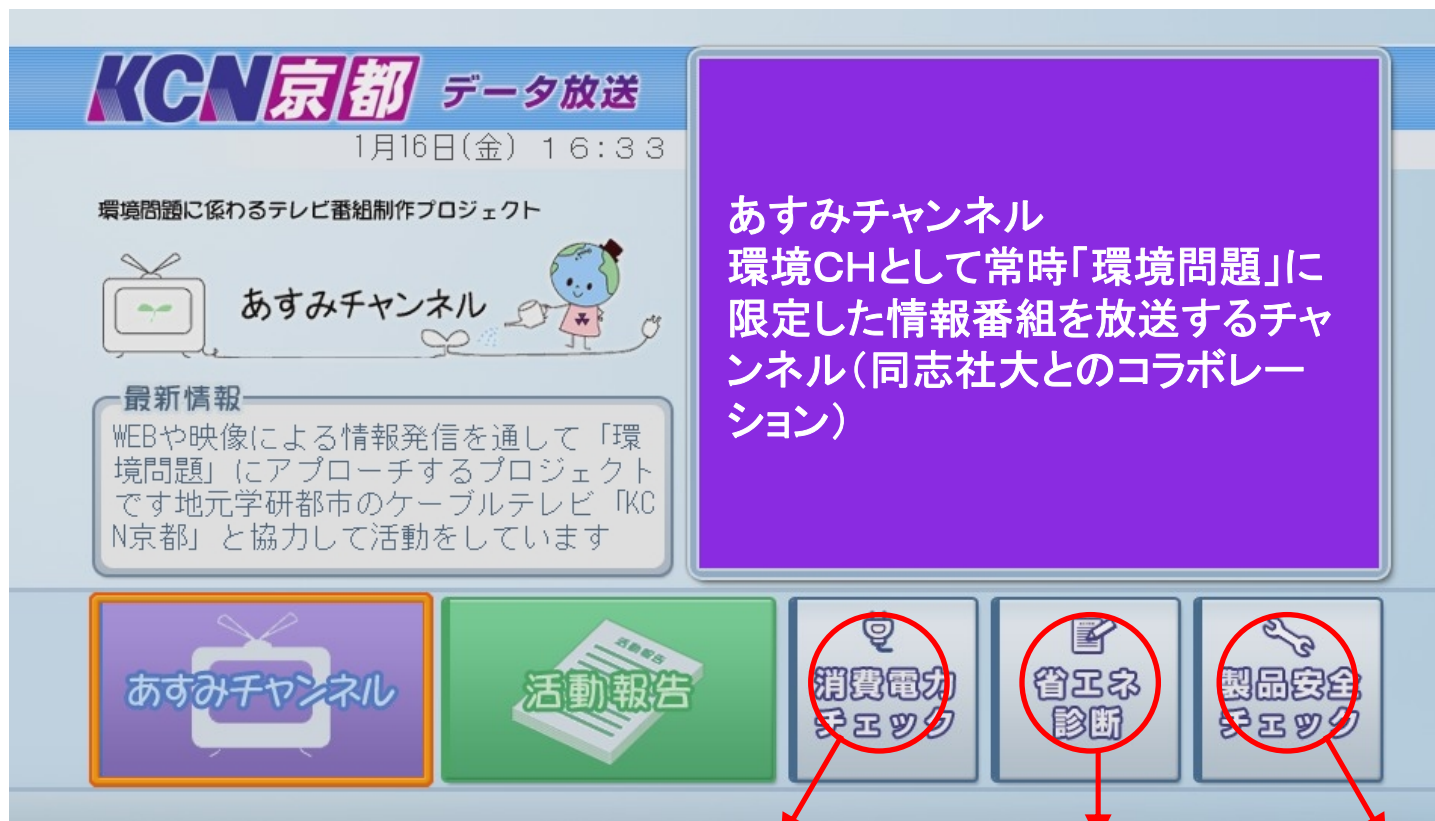 KCN京都 データ放送
1月16日(金) 16:33
環境問題に係わるテレビ番組制作プロジェクト
あすみチャンネル
最新情報
WEBや映像による情報発信を通して「環
境問題」にアプローチするプロジェクト
です地元学研都市のケーブルテレビ「KC
N京都」と協力して活動をしています
あすみチャンネル
環境CHとして常時「環境問題」に
限定した情報番組を放送するチャ
ンネル(同志社大とのコラボレー
ション)
あすみチャンネル
活動報告
活動報告
消費電力
チェック
省エネ
診断
製品安全
チェック